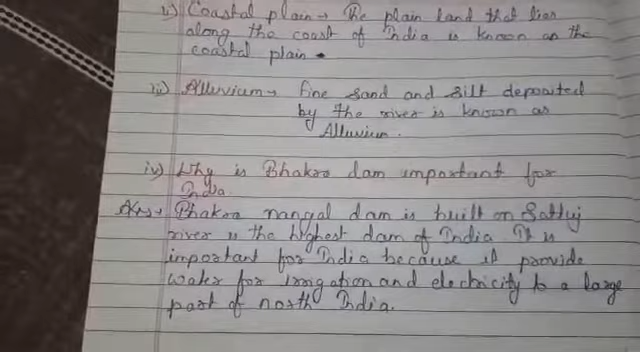 ii) Coastal plain → The plain land that lies
along the coast of India is known as the
coastal plain.
iii) Alluvium → Fine sand and silt deposited
by the river is known as
Alluvium.
iv) Why is Bhakra dam important for
India.
Ans → Bhakra nangal dam is built on Satluj
river is the highest dam of India. It is
important for India because it provide
water for irrigation and electricity to a large
part of north India.